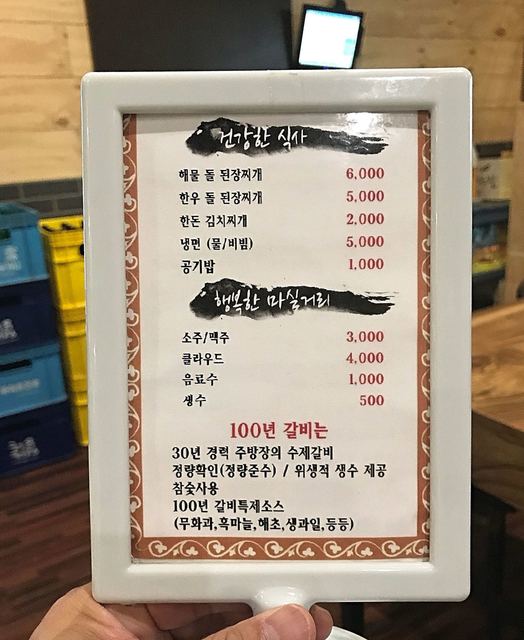 건강한 식사
해물 돌 된장찌개 6,000
한우 돌 된장찌개 5,000
한돈 김치찌개 2,000
냉면 (물/비빔) 5,000
공기밥 1,000
행복한 마실거리
소주/맥주 3,000
클라우드 4,000
음료수 1,000
생수 500
100년 갈비는
30년 경력 주방장의 수제갈비
정량확인(정량준수) / 위생적 생수 제공
참숯사용
100년 갈비특제소스
(무화과,흑마늘,해초,생과일,등등)